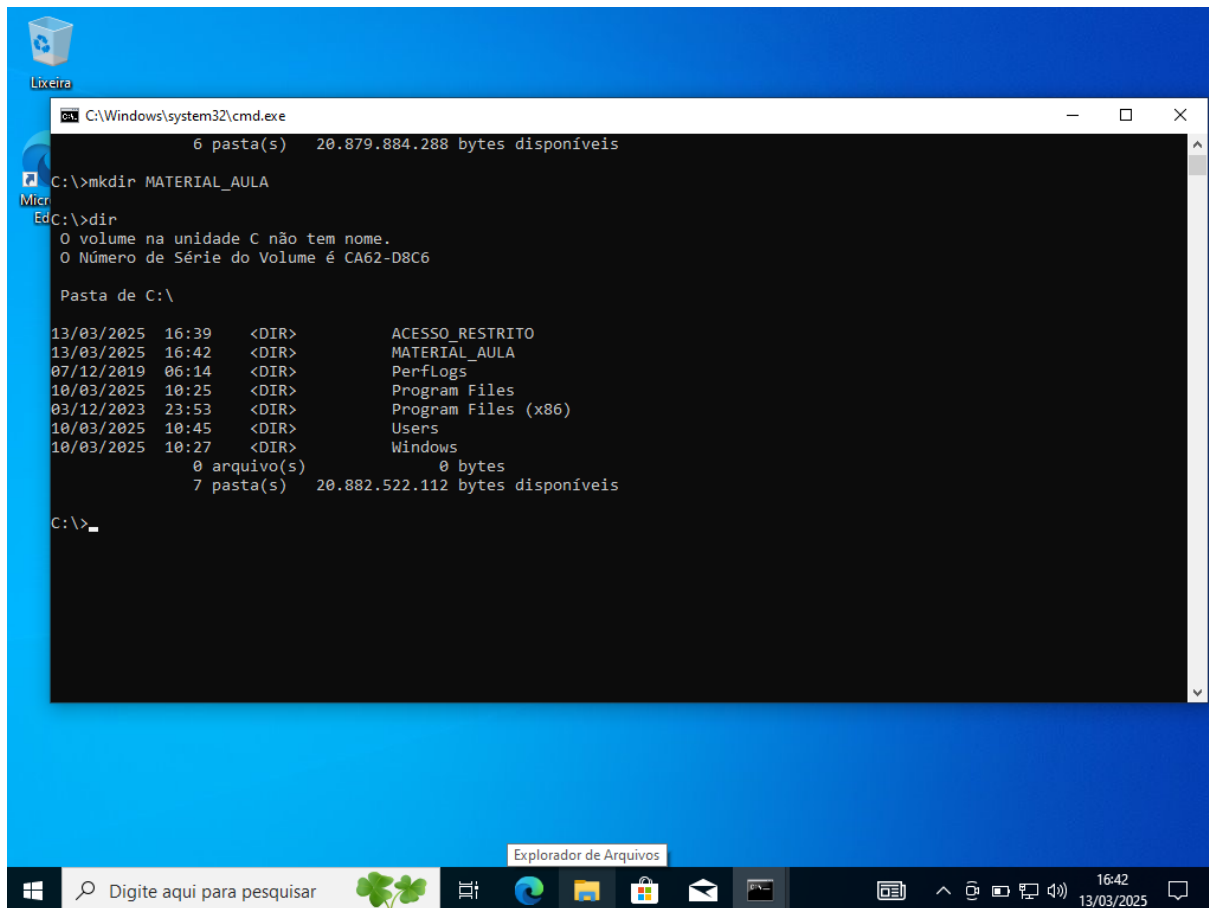 Lixeira
C:\Windows\system32\cmd.exe
6 pasta(s)   20.879.884.288 bytes disponíveis
C:\>mkdir MATERIAL_AULA
Micr
Ed
C:\>dir
O volume na unidade C não tem nome.
O Número de Série do Volume é CA62-D8C6
Pasta de C:\
13/03/2025  16:39    <DIR>          ACESSO_RESTRITO
13/03/2025  16:42    <DIR>          MATERIAL_AULA
07/12/2019  06:14    <DIR>          PerfLogs
10/03/2025  10:25    <DIR>          Program Files
03/12/2023  23:53    <DIR>          Program Files (x86)
10/03/2025  10:45    <DIR>          Users
10/03/2025  10:27    <DIR>          Windows
0 arquivo(s)              0 bytes
7 pasta(s)   20.882.522.112 bytes disponíveis
C:\>
Explorador de Arquivos
Digite aqui para pesquisar
16:42
13/03/2025